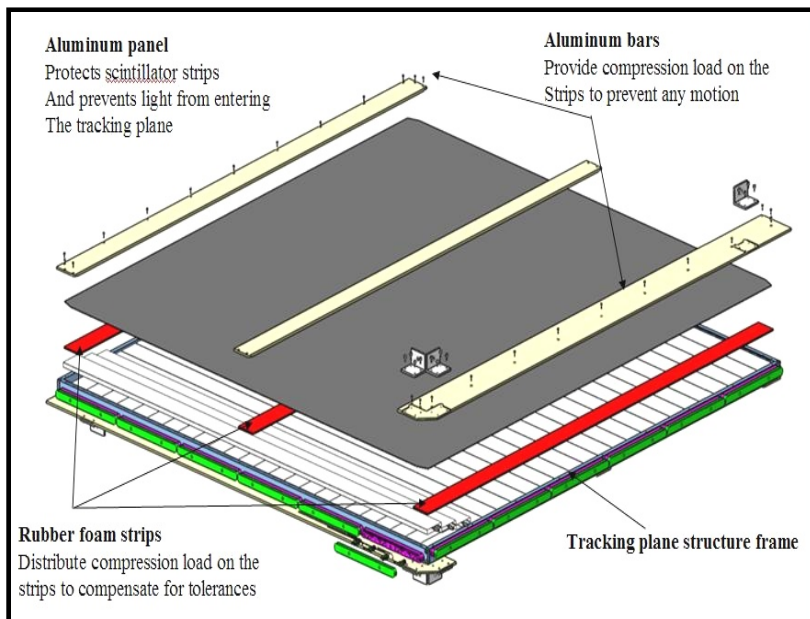 Aluminum panel
Protects scintillator strips
And prevents light from entering
The tracking plane
Aluminum bars
Provide compression load on the
Strips to prevent any motion
Rubber foam strips
Distribute compression load on the
strips to compensate for tolerances
Tracking plane structure frame